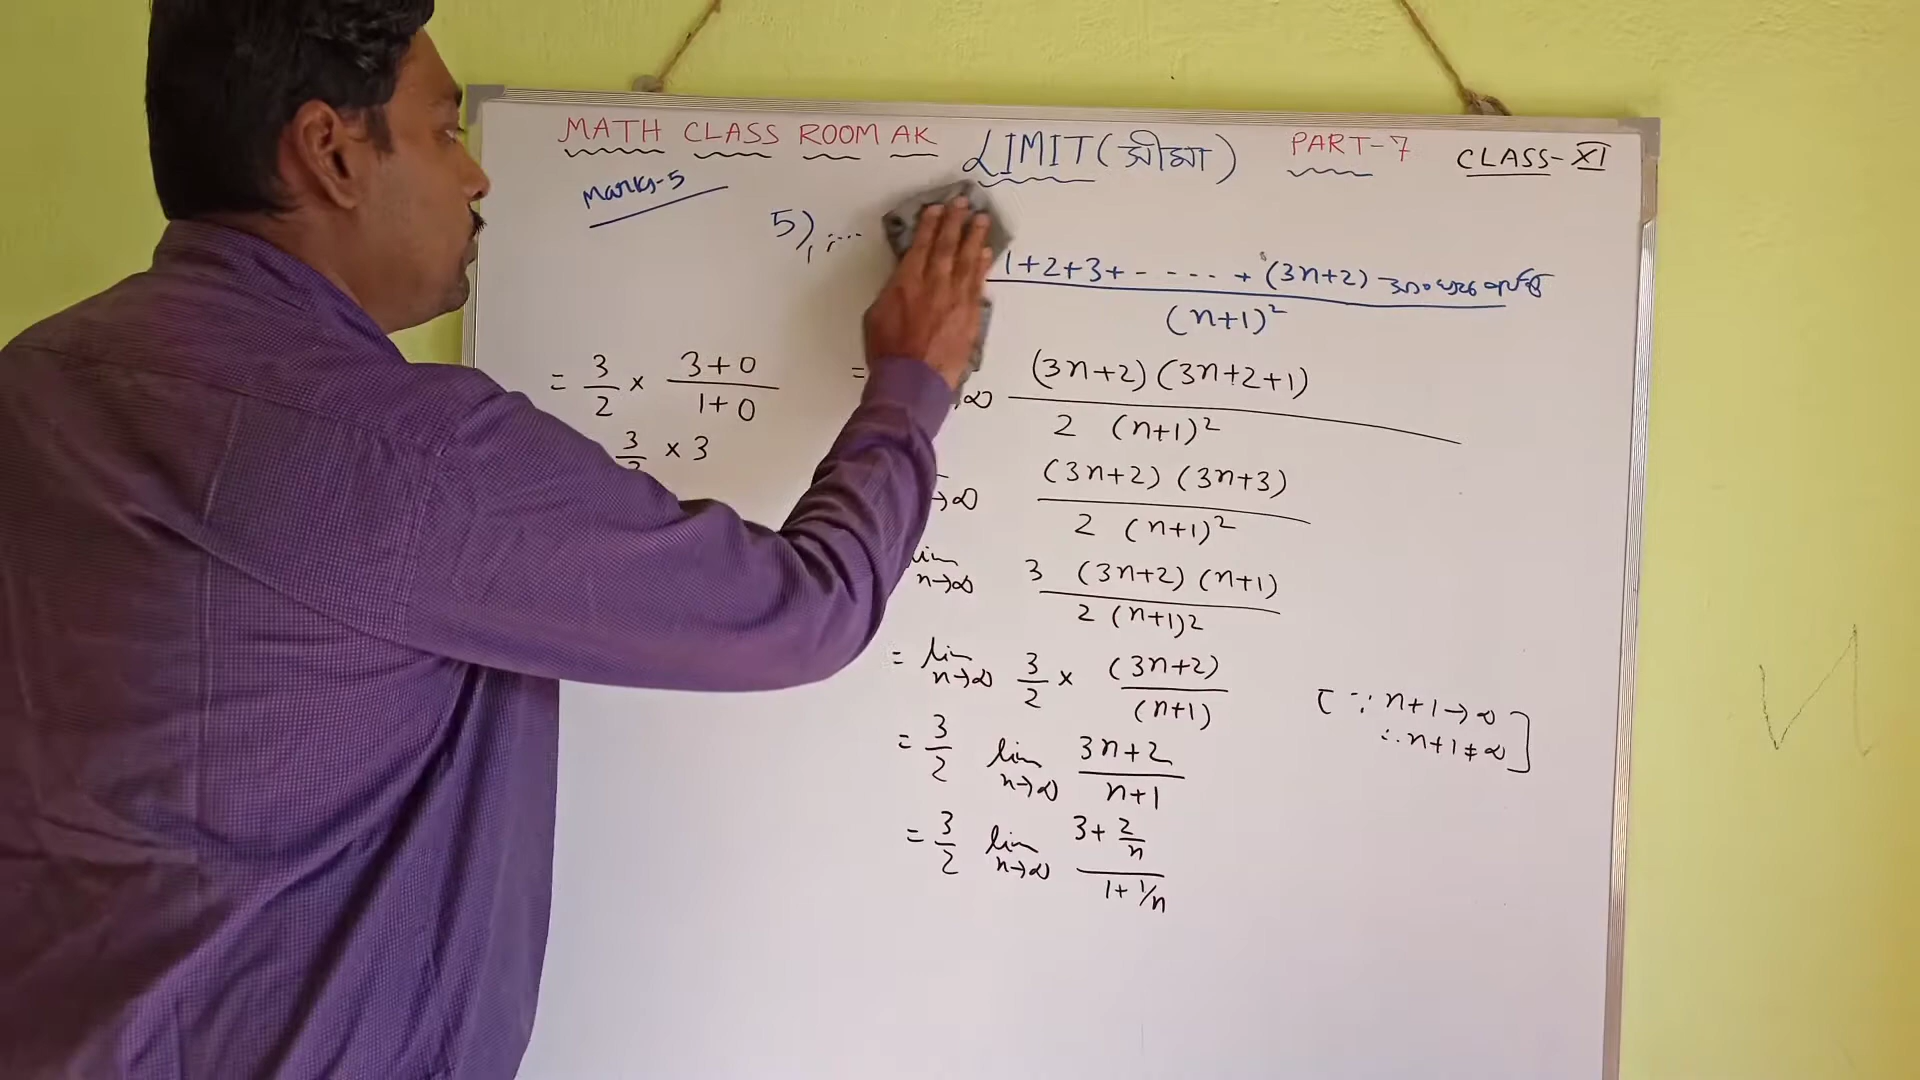 MATH CLASS ROOM AK LIMIT (সীমা) PART-7 CLASS-XI
Marks-5
5)
1+2+3+- - - - - + (3n+2)
(n+1)²
= (3n+2)(3n+2+1)
∞ 2 (n+1)²
(3n+2) (3n+3)
→∞ 2 (n+1)²
lim n→∞ 3 (3n+2) (n+1)
2 (n+1)2
= lim n→∞ 3/2 × (3n+2)/(n+1) [∵ n+1→∞
∴ n+1≠∞]
= 3/2 lim n→∞ 3n+2/n+1
= 3/2 lim n→∞ 3+2/n / 1+1/n
= 3/2 × 3+0/1+0
3/2 × 3